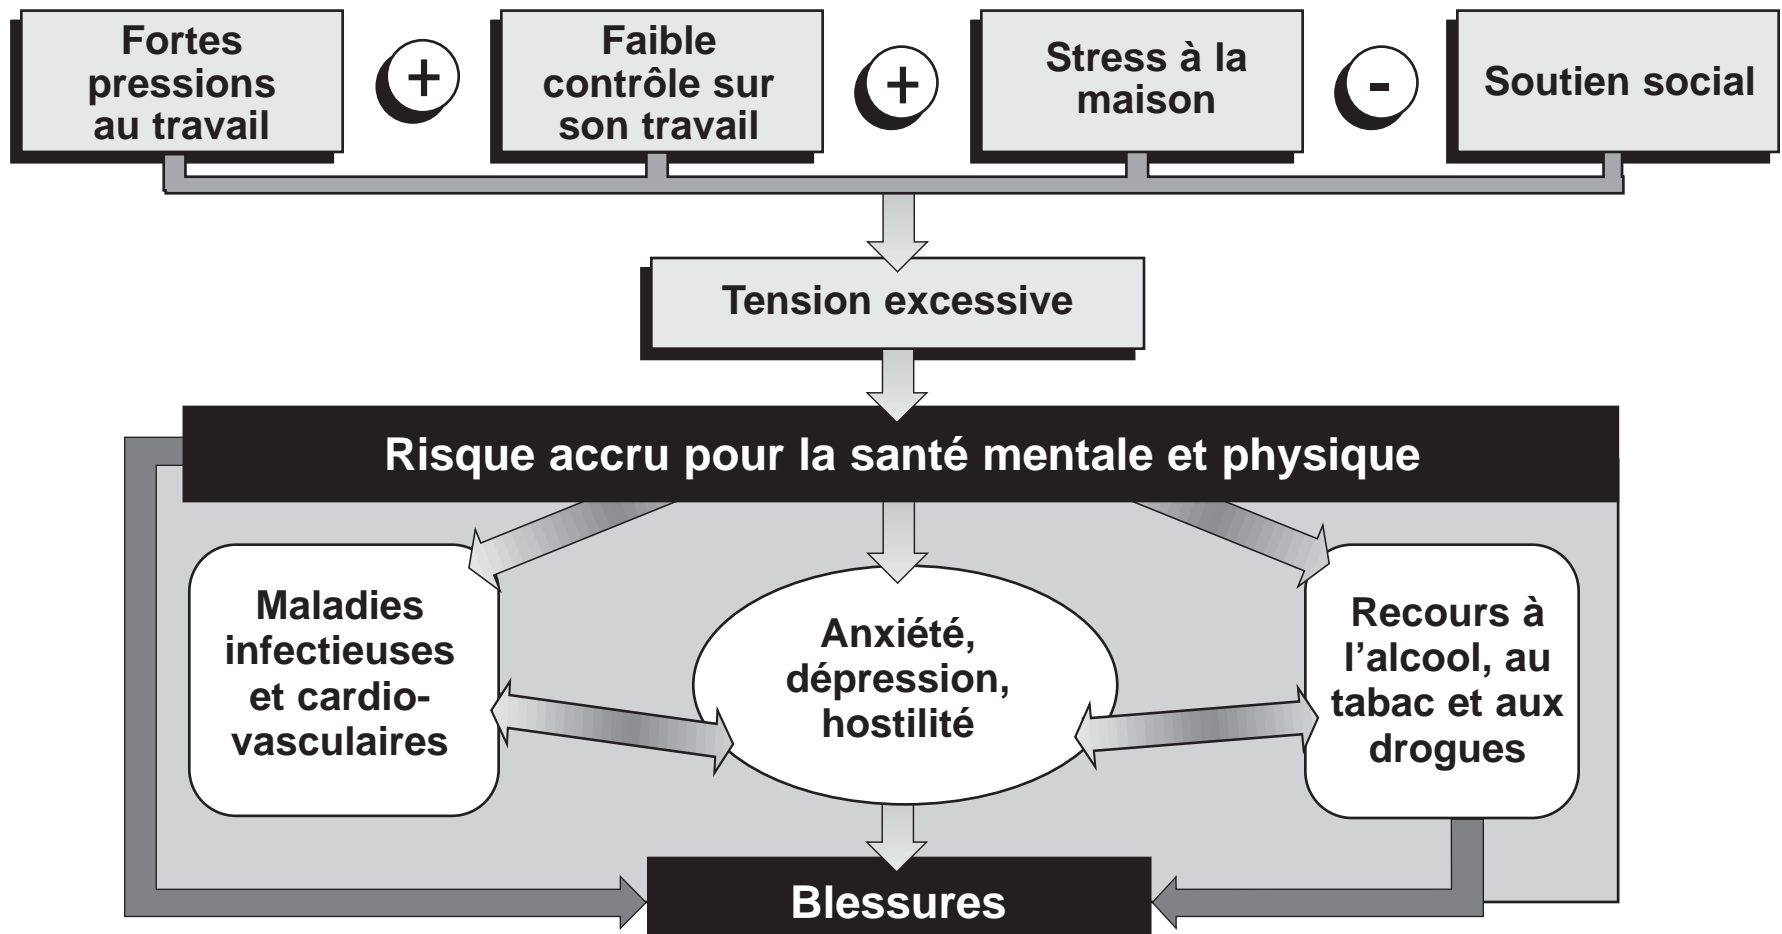 Fortes
pressions
au travail
+
Faible
contrôle sur
son travail
+
Stress à la
maison
-
Soutien social
Tension excessive
Risque accru pour la santé mentale et physique
Maladies
infectieuses
et cardio-
vasculaires
Anxiété,
dépression,
hostilité
Recours à
l’alcool, au
tabac et aux
drogues
Blessures